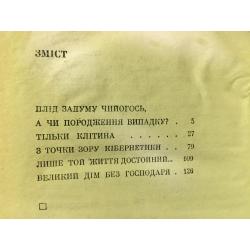 ЗМІСТ
ПЛІД ЗАДУМУ ЧИЙОГОСЬ,
А ЧИ ПОРОДЖЕННЯ ВИПАДКУ? . 5
ТІЛЬКИ КЛІТИНА . . . . . . 27
З ТОЧКИ ЗОРУ КІБЕРНЕТИКИ . . 79
ЛИШЕ ТОЙ ЖИТТЯ ДОСТОЙНИЙ... 109
ВЕЛИКИЙ ДІМ БЕЗ ГОСПОДАРЯ . 126